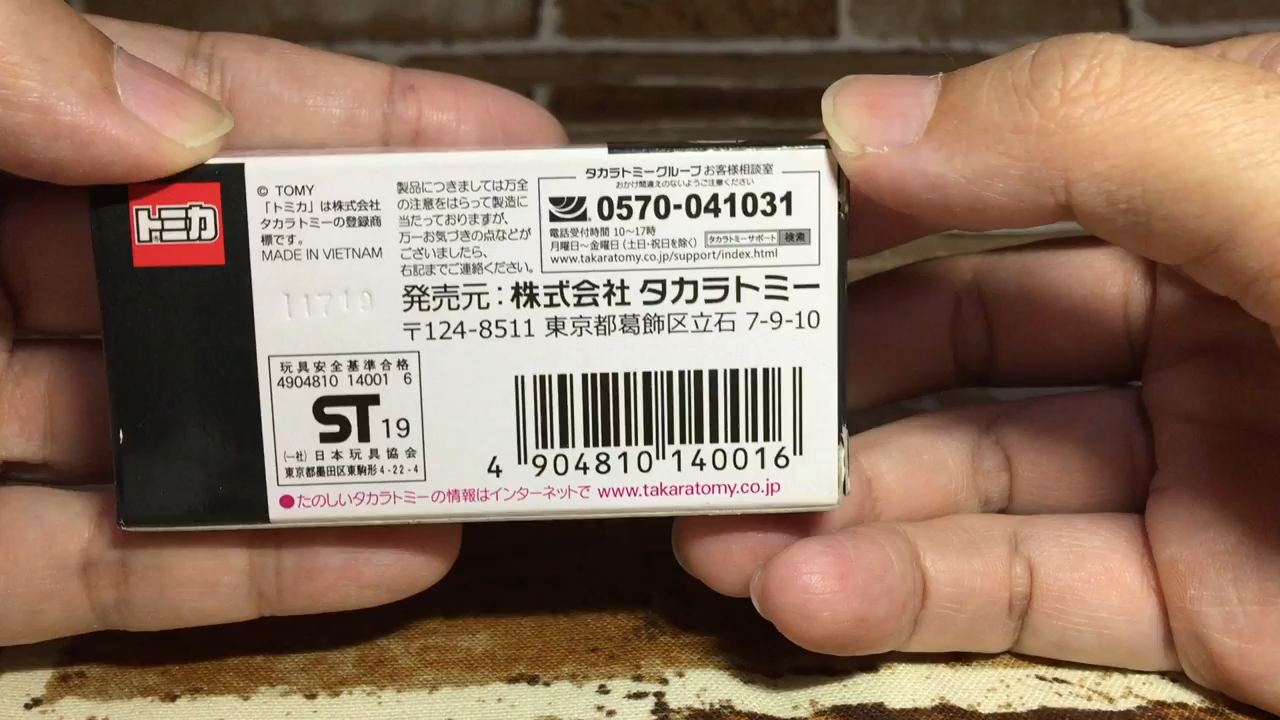 トミカ
© TOMY
「トミカ」は株式会社
タカラトミーの登録商
標です。
MADE IN VIETNAM
製品につきましては万全
の注意をはらって製造に
当たっておりますが、
万一お気づきの点などが
ございましたら、
右記までご連絡ください。
タカラトミーグループお客様相談室
おかけ間違えのないようご注意ください
0570-041031
電話受付時間 10〜17時
月曜日〜金曜日 (土日・祝日を除く)
タカラトミーサポート 検索
www.takaratomy.co.jp/support/index.html
発売元：株式会社 タカラトミー
〒124-8511 東京都葛飾区立石 7-9-10
玩具安全基準合格
4904810 14001 6
ST 19
(一社) 日本玩具協会
東京都墨田区東駒形 4-22-4
4 904810 140016
●たのしいタカラトミーの情報はインターネットで www.takaratomy.co.jp